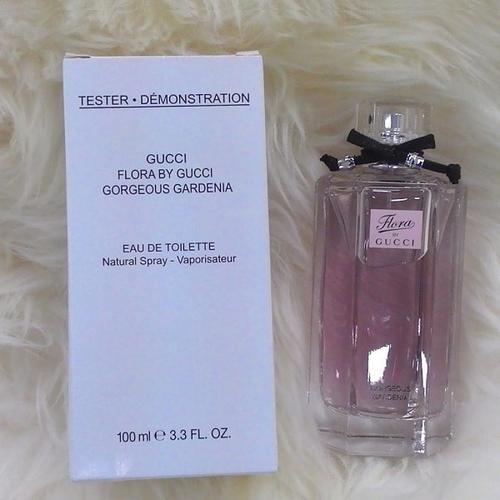 TESTER • DÉMONSTRATION
GUCCI
FLORA BY GUCCI
GORGEOUS GARDENIA
EAU DE TOILETTE
Natural Spray - Vaporisateur
100 ml ℮ 3.3 FL. OZ.
Flora
BY
GUCCI
GORGEOUS
GARDENIA